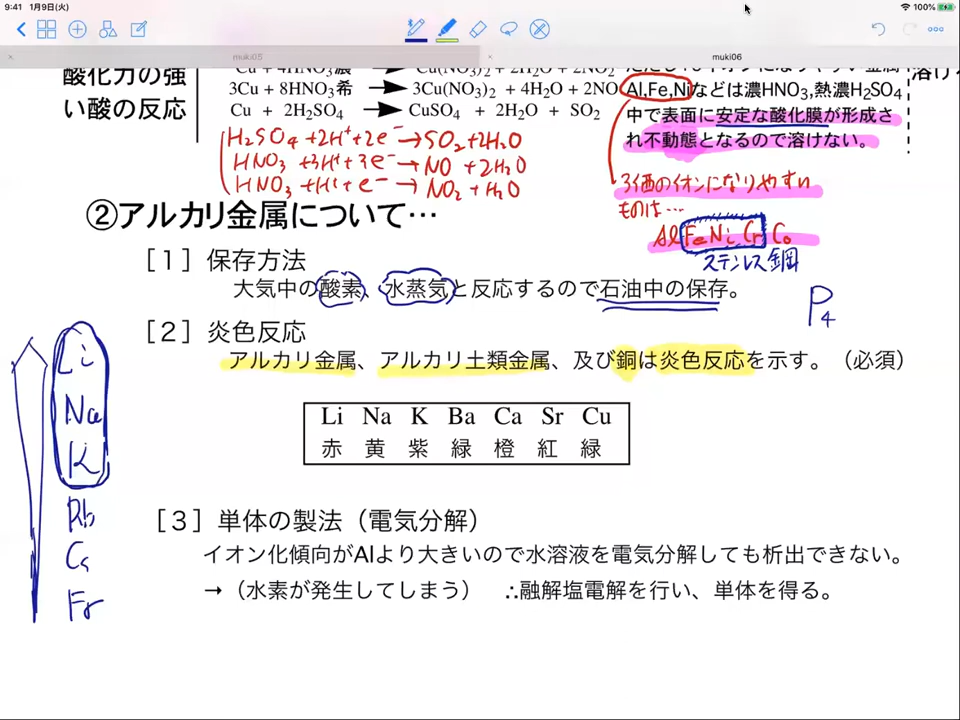 9:41 1月9日(火)
100%
muki05
muki06
酸化力の強
い酸の反応
Cu + 4HNO₃濃 → Cu(NO₃)₂ + 2H₂O + 2NO₂
3Cu + 8HNO₃希 → 3Cu(NO₃)₂ + 4H₂O + 2NO
Cu + 2H₂SO₄ → CuSO₄ + 2H₂O + SO₂
H₂SO₄ +2H⁺+2e⁻→SO₂+2H₂O
HNO₃ +3H⁺+3e⁻→NO +2H₂O
HNO₃ +H⁺+e⁻→NO₂ +H₂O
Al,Fe,Niなどは濃HNO₃,熱濃H₂SO₄
中で表面に安定な酸化膜が形成さ
れ不動態となるので溶けない。
3価のイオンになりやすい
ものは…
Al Fe Ni Cr Co
ステンレス鋼
②アルカリ金属について…
[1]保存方法
大気中の酸素、水蒸気と反応するので石油中の保存。
P₄
[2]炎色反応
アルカリ金属、アルカリ土類金属、及び銅は炎色反応を示す。(必須)
Li Na K Ba Ca Sr Cu
赤 黄 紫 緑 橙 紅 緑
Li
Na
K
Rb
Cs
Fr
[3]単体の製法(電気分解)
イオン化傾向がAlより大きいので水溶液を電気分解しても析出できない。
→(水素が発生してしまう) ∴融解塩電解を行い、単体を得る。